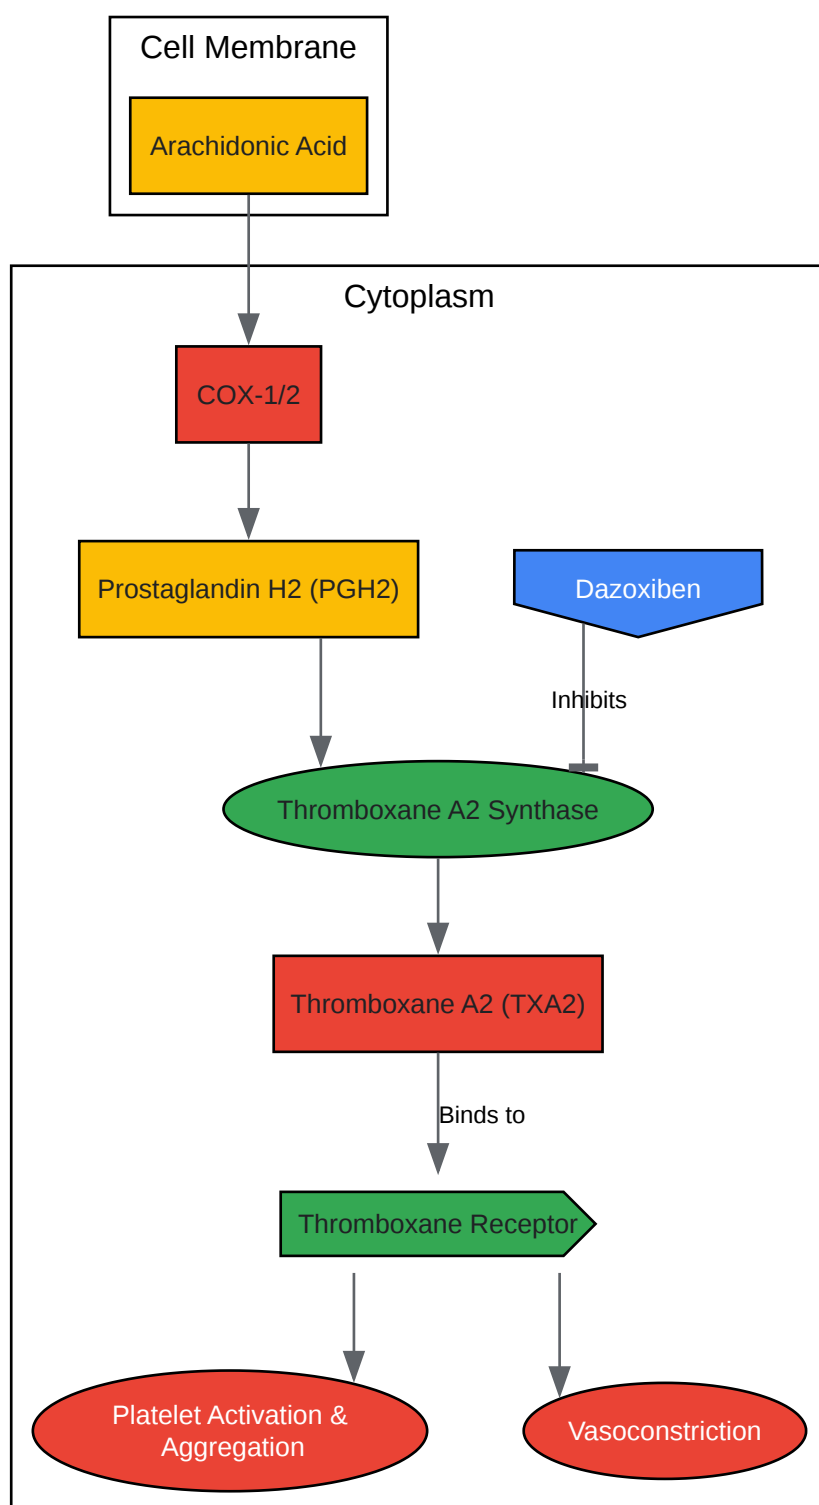 Cell Membrane
Arachidonic Acid
Cytoplasm
COX-1/2
Prostaglandin H2 (PGH2)
Dazoxiben
Inhibits
Thromboxane A2 Synthase
Thromboxane A2 (TXA2)
Binds to
Thromboxane Receptor
Platelet Activation &
Aggregation
Vasoconstriction